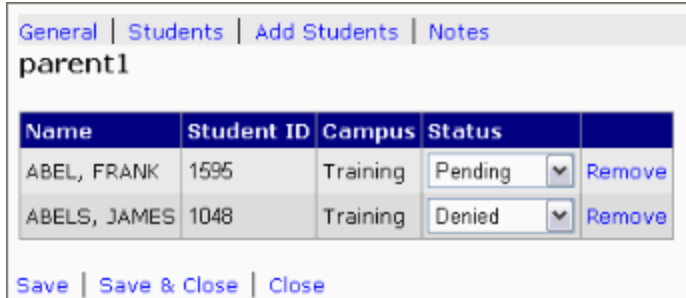 General | Students | Add Students | Notes
parent1
Name Student ID Campus Status
ABEL, FRANK 1595 Training Pending Remove
ABELS, JAMES 1048 Training Denied Remove
Save | Save & Close | Close